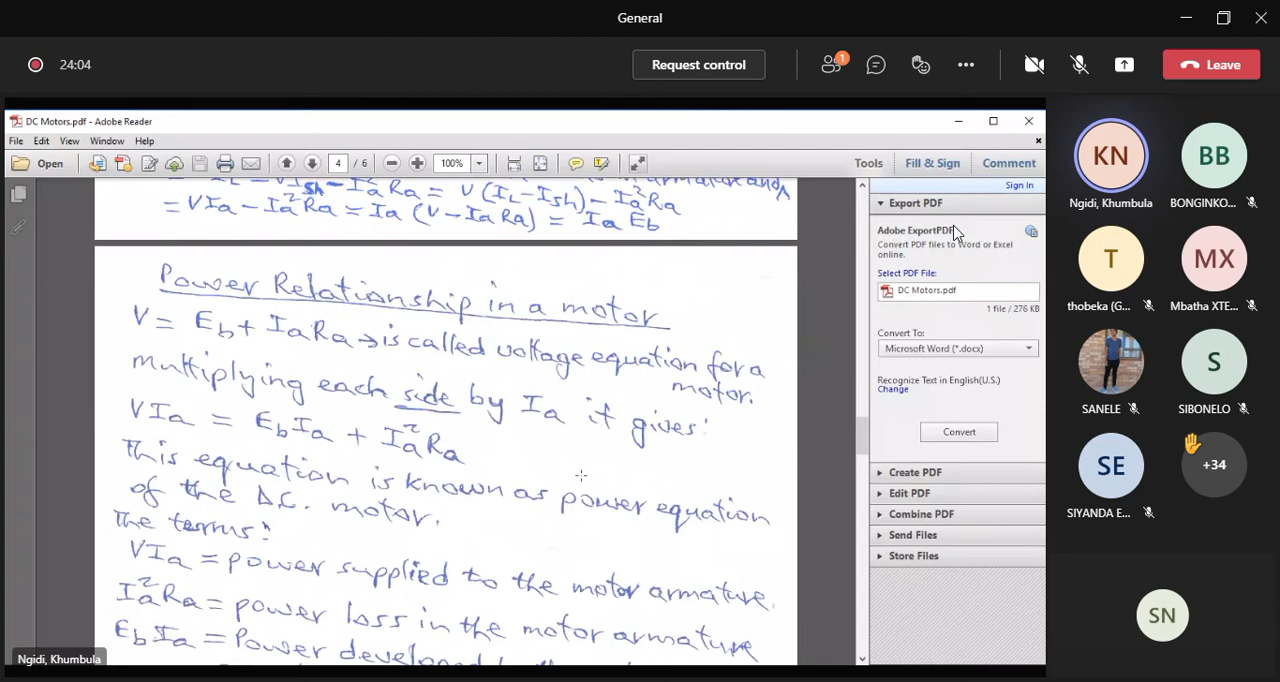 General
24:04
Request control
1
Leave
DC Motors.pdf - Adobe Reader
File Edit View Window Help
Open 4 / 6 100% Tools Fill & Sign Comment
VIsh - Ia²Ra = V (IL - Ish) - Ia²Ra
= VIa - Ia²Ra = Ia (V - IaRa) = Ia Eb
Power Relationship in a motor
V = Eb + IaRa → is called voltage equation for a motor.
multiplying each side by Ia it gives:
VIa = EbIa + Ia²Ra
This equation is known as power equation
of the D.C. motor.
The terms:
VIa = power supplied to the motor armature.
Ia²Ra = power loss in the motor armature
EbIa = Power developed
Sign In
Export PDF
Adobe ExportPDF
Convert PDF files to Word or Excel
online.
Select PDF File:
DC Motors.pdf
1 file / 276 KB
Convert To:
Microsoft Word (*.docx)
Recognize Text in English(U.S.)
Change
Convert
Create PDF
Edit PDF
Combine PDF
Send Files
Store Files
KN
Ngidi, Khumbula
BB
BONGINKO...
T
thobeka (G...
MX
Mbatha XTE...
SANELE
S
SIBONELO
SE
SIYANDA E...
+34
SN
Ngidi, Khumbula